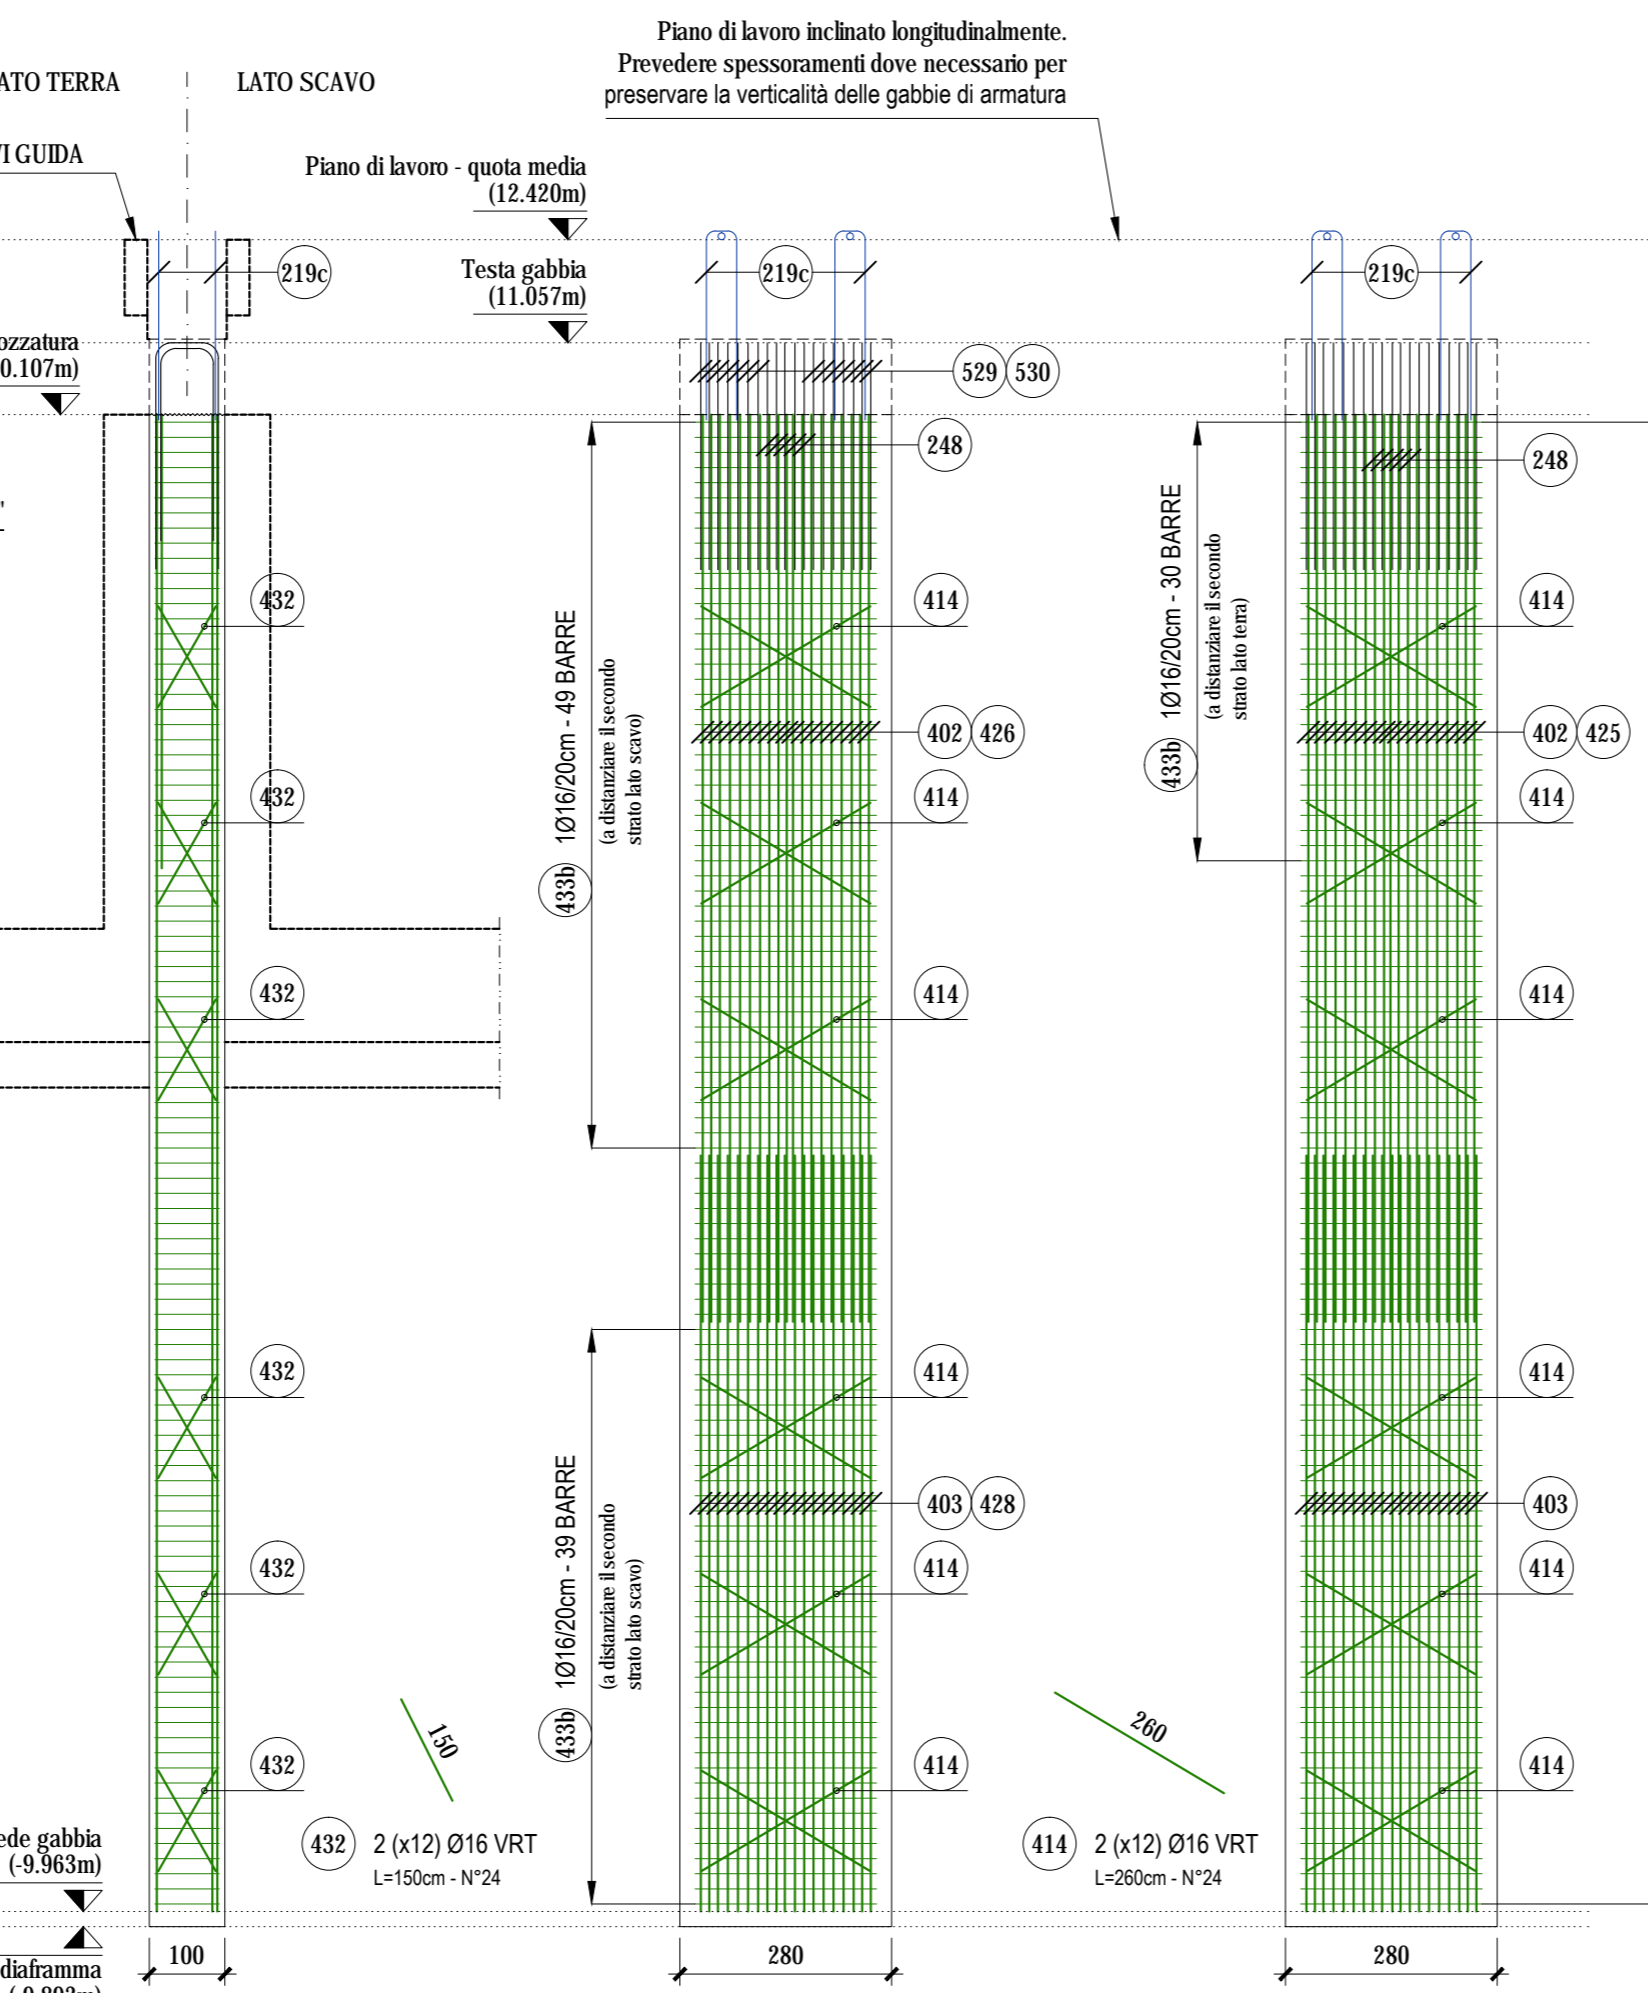 Piano di lavoro inclinato longitudinalmente.
Prevedere spessoramenti dove necessario per
preservare la verticalità delle gabbie di armatura
ATO TERRA
LATO SCAVO
VI GUIDA
Piano di lavoro - quota media
(12.420m)
Testa gabbia
(11.057m)
219c
219c
219c
ozzatura
0.107m)
529 530
248
248
432
414
414
402 426
402 425
432
414
414
432
414
414
433b 1Ø16/20cm - 49 BARRE
(a distanziare il secondo
strato lato scavo)
433b 1Ø16/20cm - 30 BARRE
(a distanziare il secondo
strato lato terra)
432
414
414
403 428
403
432
414
414
433b 1Ø16/20cm - 39 BARRE
(a distanziare il secondo
strato lato scavo)
150
260
432
414
414
432 2 (x12) Ø16 VRT
L=150cm - N°24
414 2 (x12) Ø16 VRT
L=260cm - N°24
ede gabbia
(-9.963m)
100
280
280
diaframma